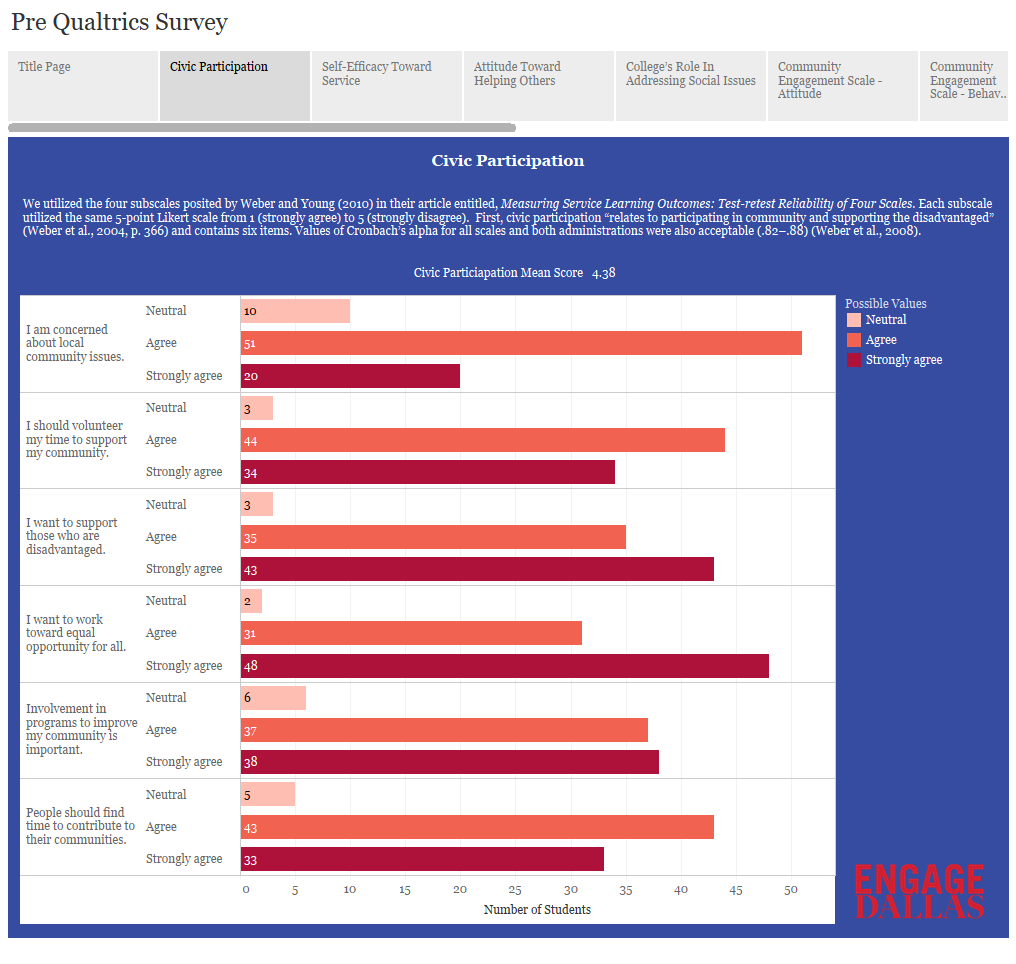 Pre Qualtrics Survey
Title Page
Civic Participation
Self-Efficacy Toward
Service
Attitude Toward
Helping Others
College's Role In
Addressing Social Issues
Community
Engagement Scale -
Attitude
Community
Engagement
Scale - Behav..
Civic Participation
We utilized the four subscales posited by Weber and Young (2010) in their article entitled, Measuring Service Learning Outcomes: Test-retest Reliability of Four Scales. Each subscale
utilized the same 5-point Likert scale from 1 (strongly agree) to 5 (strongly disagree).  First, civic participation “relates to participating in community and supporting the disadvantaged”
(Weber et al., 2004, p. 366) and contains six items. Values of Cronbach's alpha for all scales and both administrations were also acceptable (.82–.88) (Weber et al., 2008).
Civic Particiapation Mean Score 4.38
I am concerned
about local
community issues.
Neutral 10
Agree 51
Strongly agree 20
I should volunteer
my time to support
my community.
Neutral 3
Agree 44
Strongly agree 34
I want to support
those who are
disadvantaged.
Neutral 3
Agree 35
Strongly agree 43
I want to work
toward equal
opportunity for all.
Neutral 2
Agree 31
Strongly agree 48
Involvement in
programs to improve
my community is
important.
Neutral 6
Agree 37
Strongly agree 38
People should find
time to contribute to
their communities.
Neutral 5
Agree 43
Strongly agree 33
0 5 10 15 20 25 30 35 40 45 50
Number of Students
Possible Values
Neutral
Agree
Strongly agree
ENGAGE
DALLAS